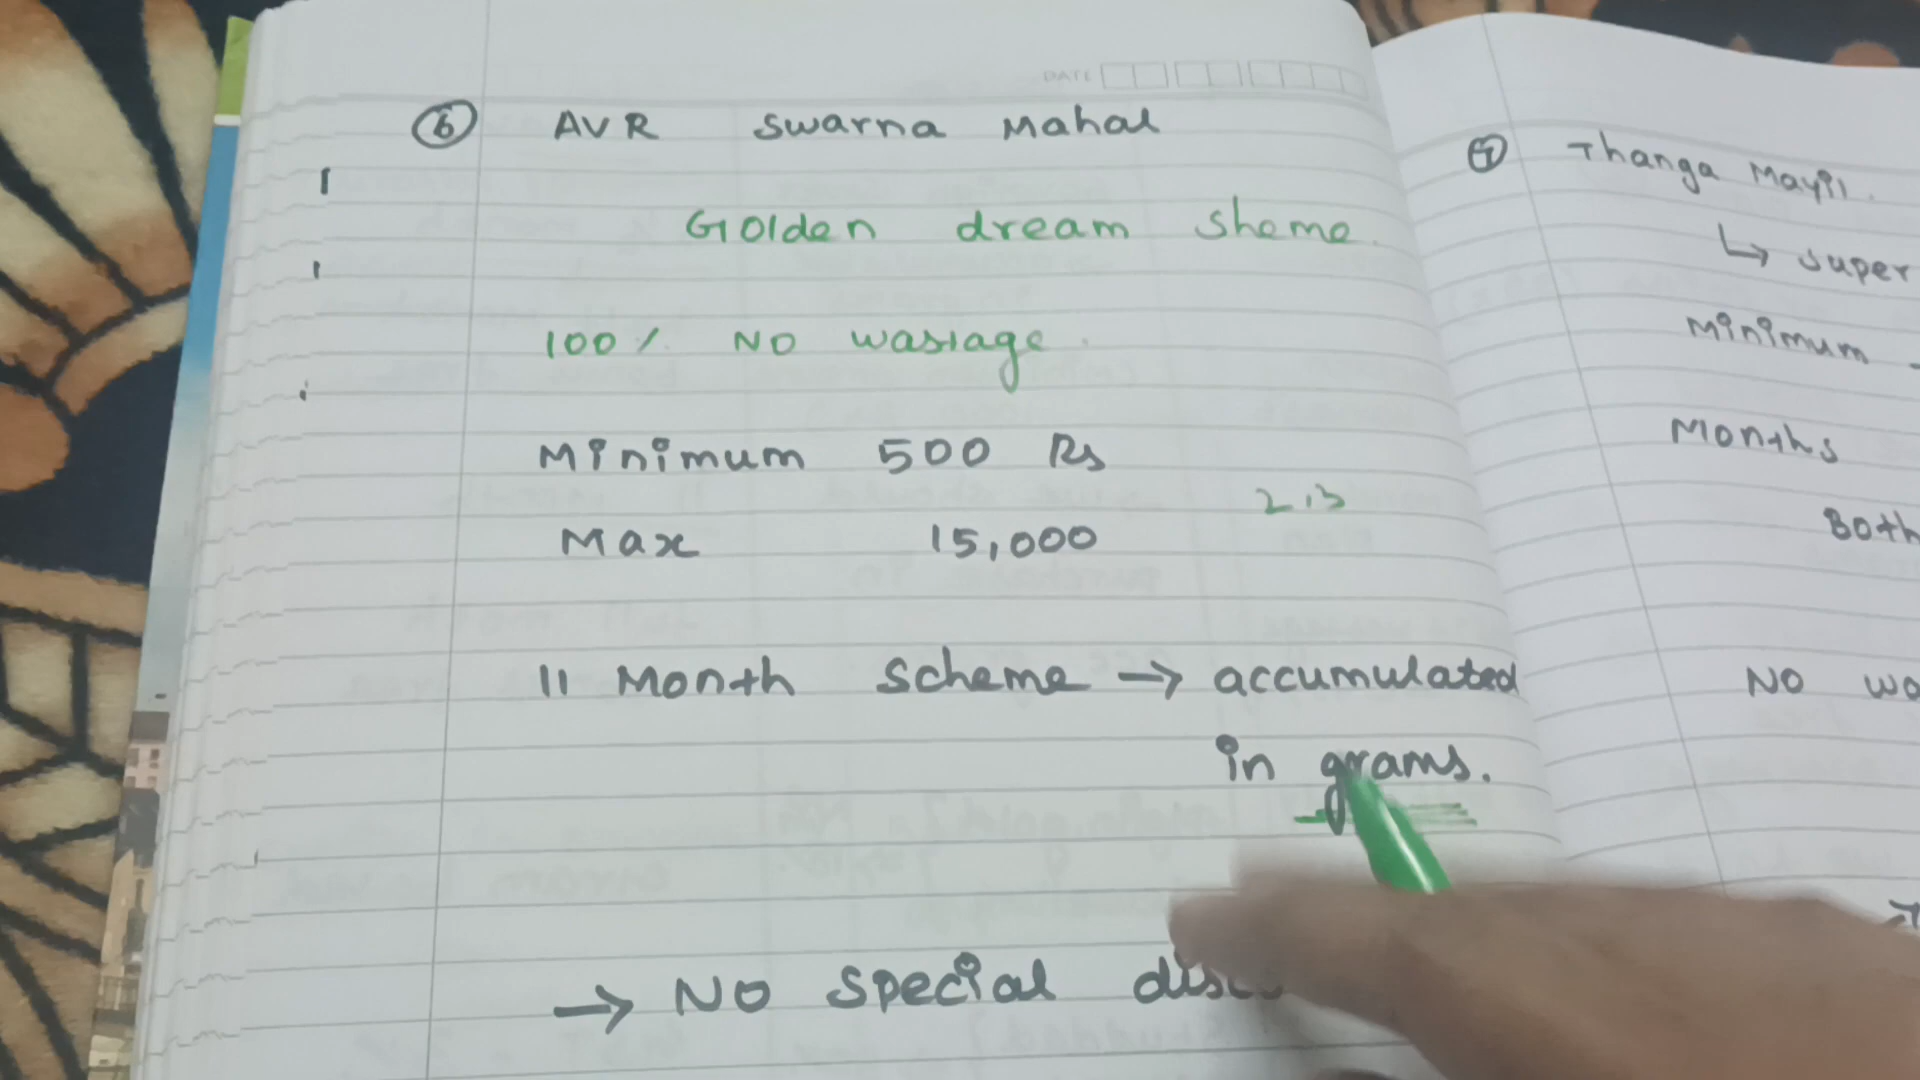 DATE
6 AVR Swarna Mahal
Golden dream sheme.
100% NO wastage.
Minimum 500 Rs
2.3
Max 15,000
11 Month Scheme → accumulated
in grams.
→ NO special
7 Thanga Mayil.
↳ super
Minimum -
Months
Both
NO